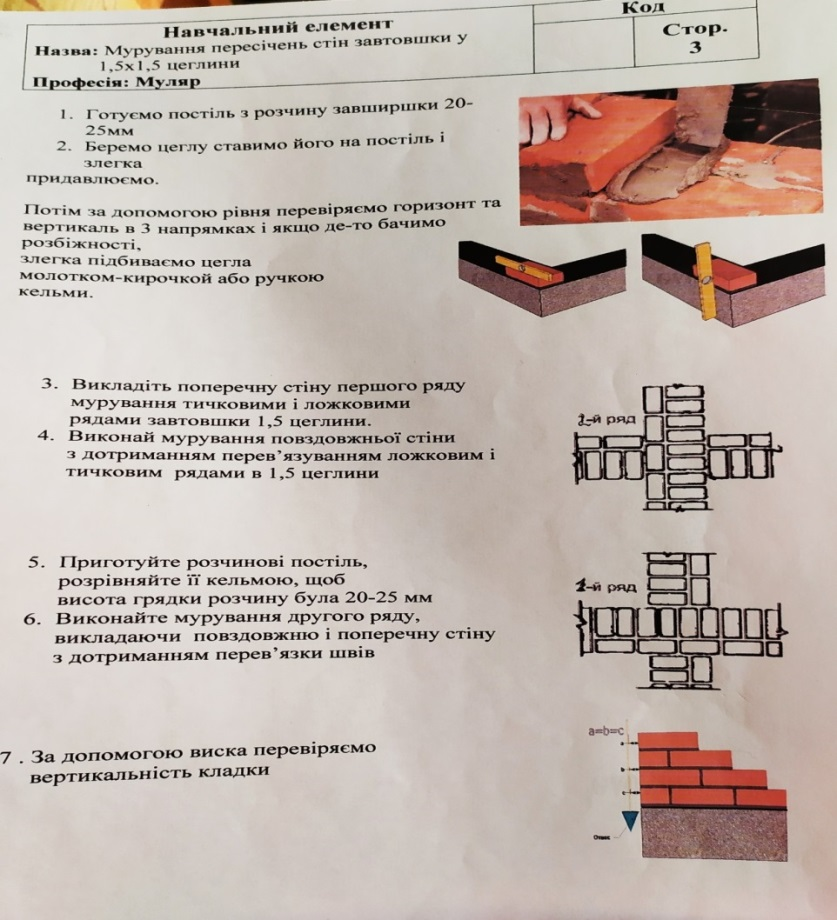 Навчальний елемент
Код
Назва: Мурування пересічень стін завтовшки у
1,5х1,5 цеглини
Стор.
3
Професія: Муляр
1. Готуємо постіль з розчину завширшки 20-
25мм
2. Беремо цеглу ставимо його на постіль і
злегка
придавлюємо.
Потім за допомогою рівня перевіряємо горизонт та
вертикаль в 3 напрямках і якщо де-то бачимо
розбіжності,
злегка підбиваємо цегла
молотком-кирочкой або ручкою
кельми.
3. Викладіть поперечну стіну першого ряду
мурування тичковими і ложковими
рядами завтовшки 1,5 цеглини.
4. Виконай мурування повздовжньої стіни
з дотриманням перев’язуванням ложковим і
тичковим рядами в 1,5 цеглини
-й ряд
5. Приготуйте розчинові постіль,
розрівняйте її кельмою, щоб
висота грядки розчину була 20-25 мм
6. Виконайте мурування другого ряду,
викладаючи повздовжню і поперечну стіну
з дотриманням перев’язки швів
-й ряд
7 . За допомогою виска перевіряємо
вертикальність кладки
a=b=c
a
b
c